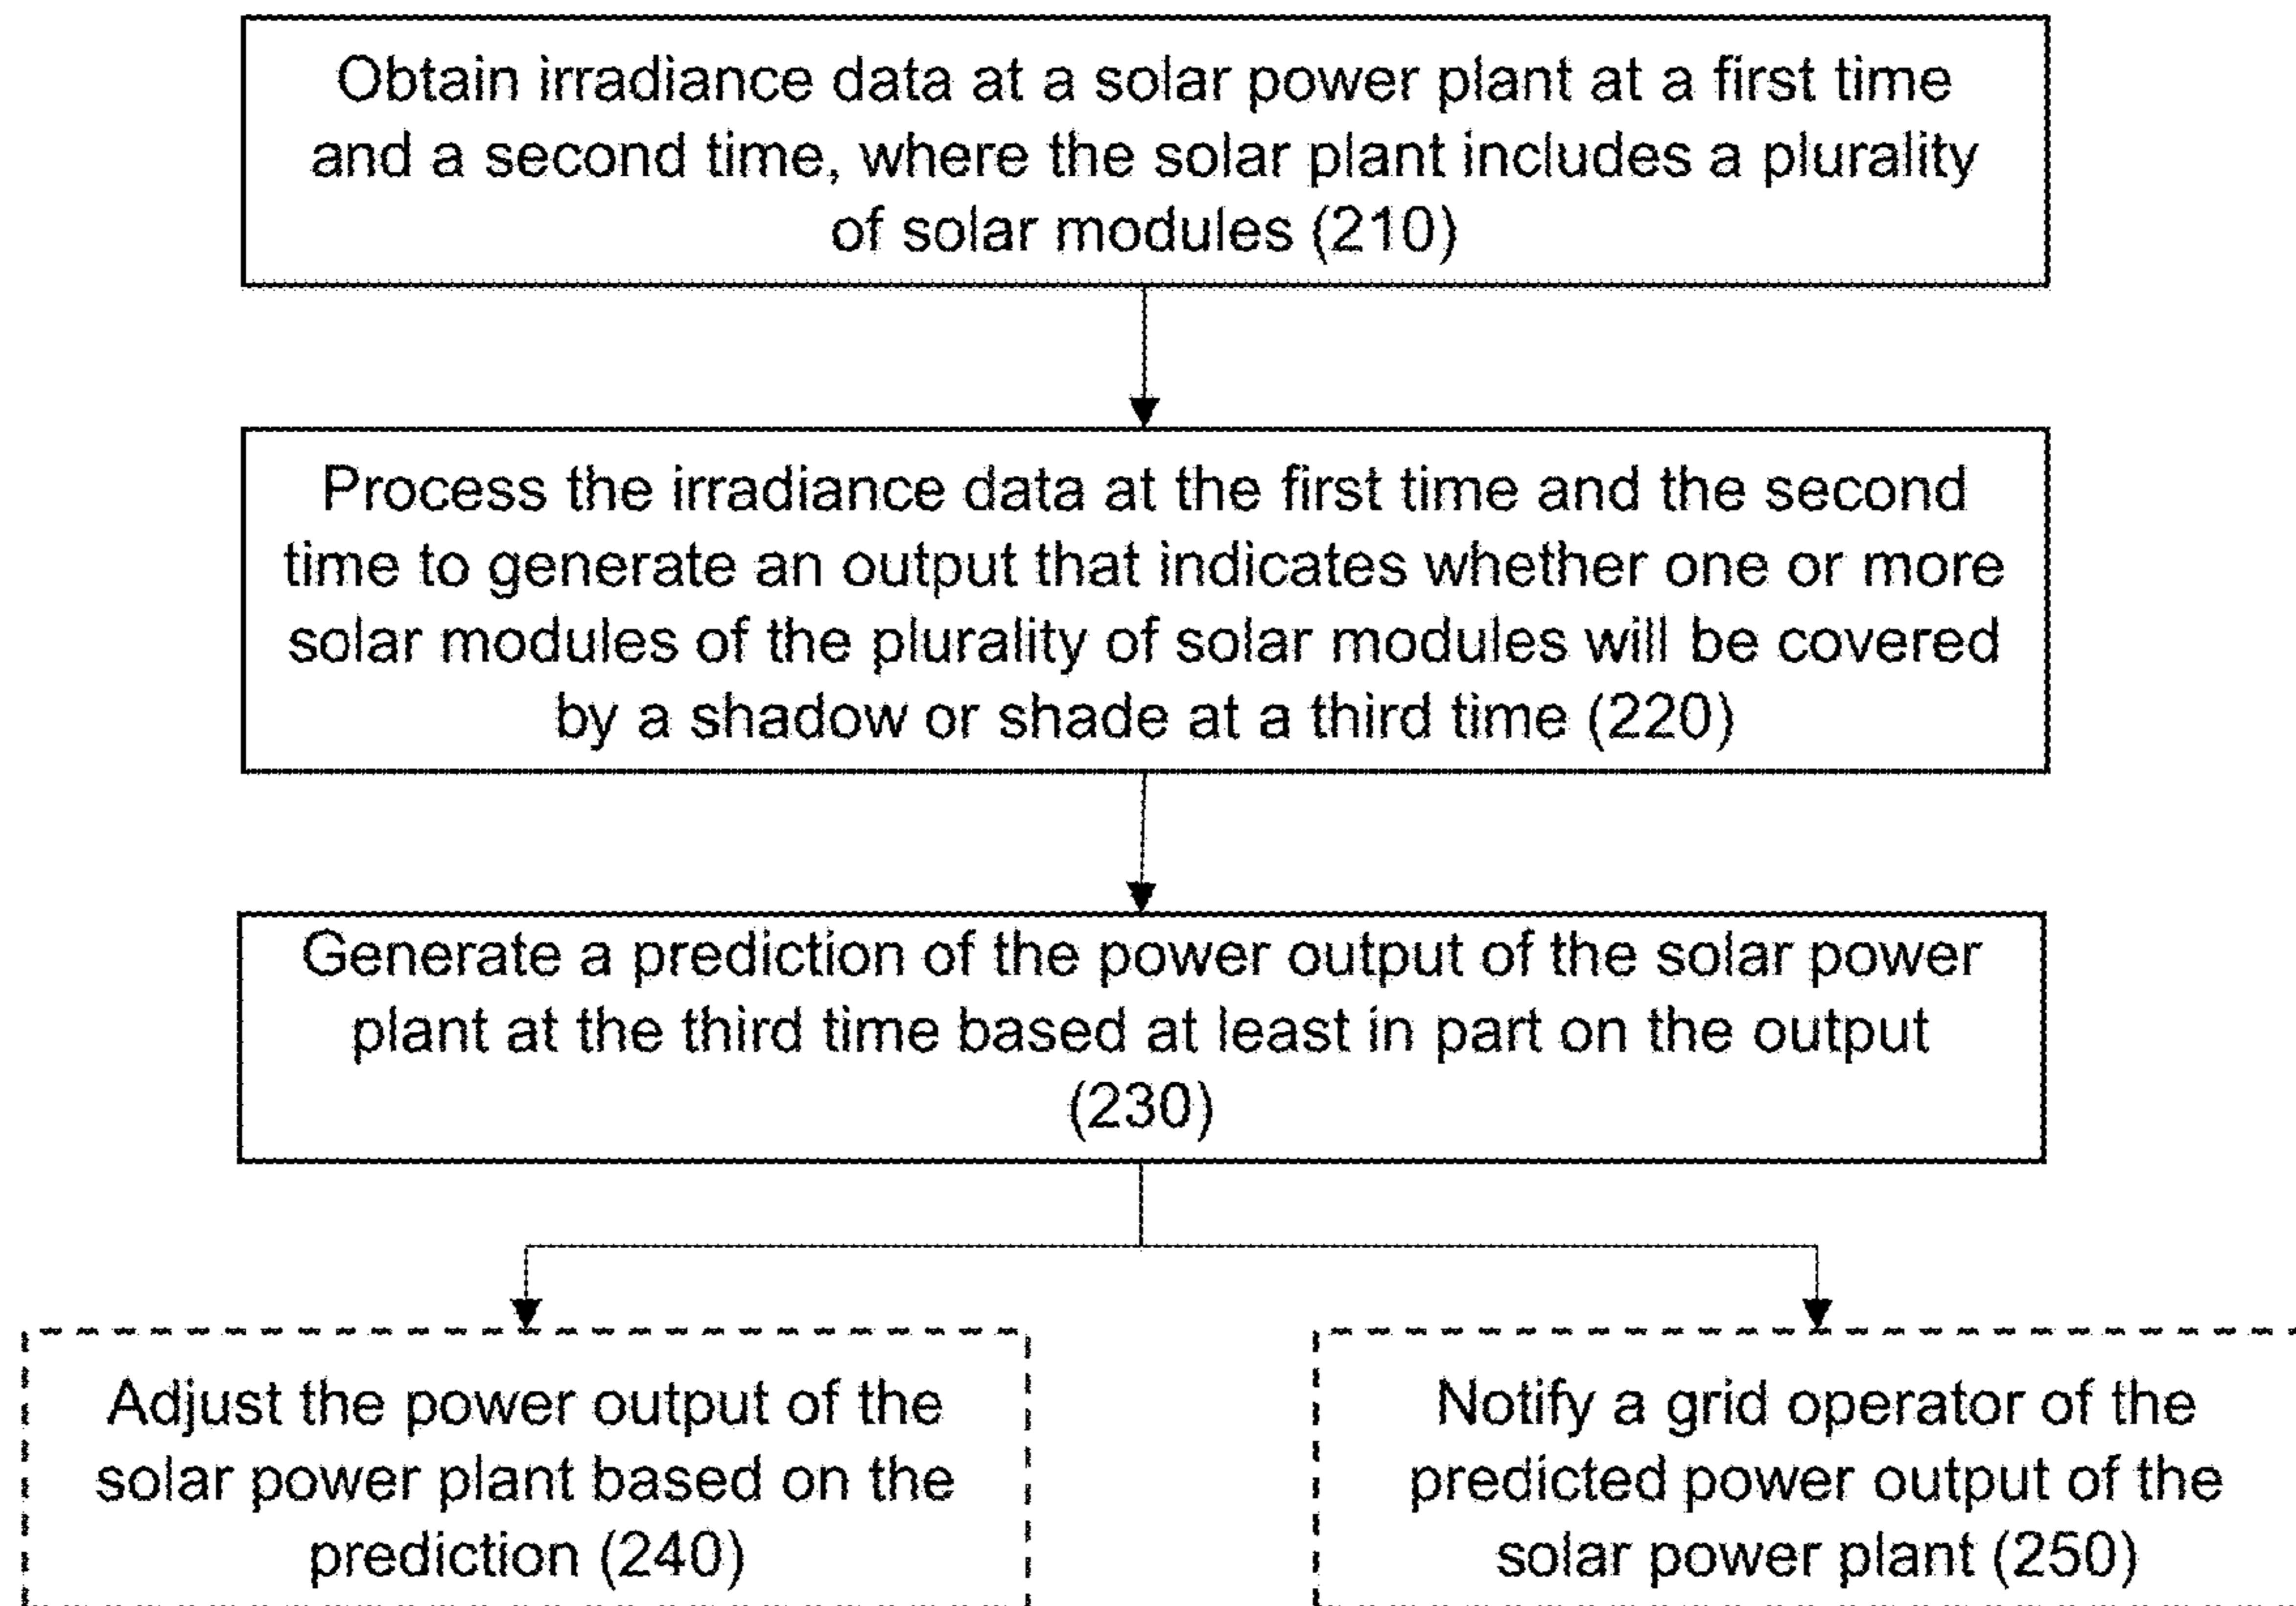 Obtain irradiance data at a solar power plant at a first time
and a second time, where the solar plant includes a plurality
of solar modules (210)
Process the irradiance data at the first time and the second
time to generate an output that indicates whether one or more
solar modules of the plurality of solar modules will be covered
by a shadow or shade at a third time (220)
Generate a prediction of the power output of the solar power
plant at the third time based at least in part on the output
(230)
Adjust the power output of the
solar power plant based on the
prediction (240)
Notify a grid operator of the
predicted power output of the
solar power plant (250)